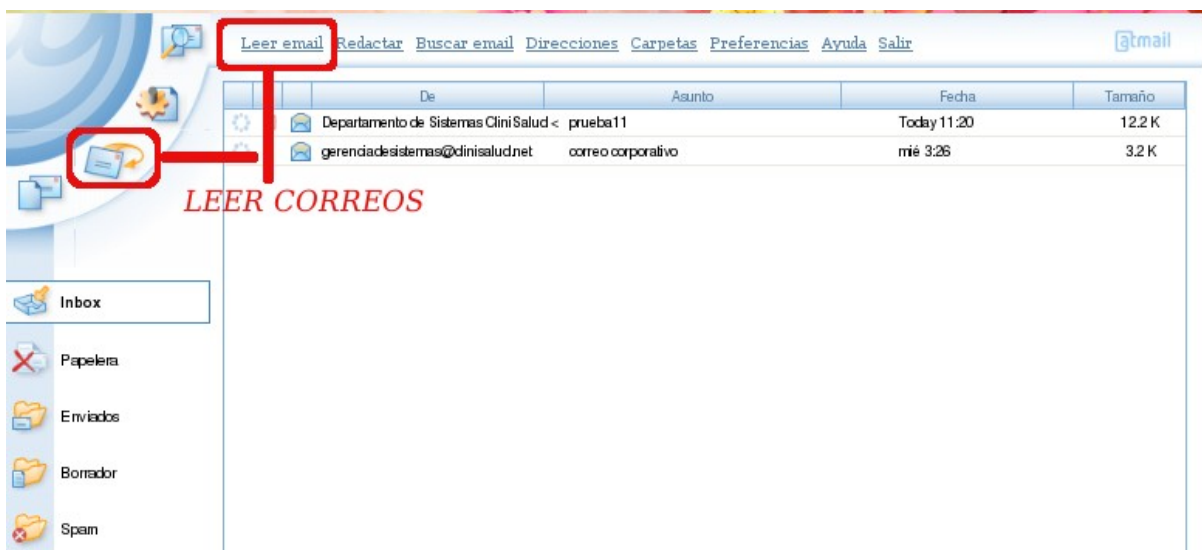 Leer email Redactar Buscar email Direcciones Carpetas Preferencias Ayuda Salir
@tmail
De Asunto Fecha Tamaño
Departamento de Sistemas CliniSalud < prueba11 Today 11:20 12.2 K
gerenciadesistemas@clinisalud.net correo corporativo mié 3:26 3.2 K
LEER CORREOS
Inbox
Papelera
Enviados
Borrador
Spam